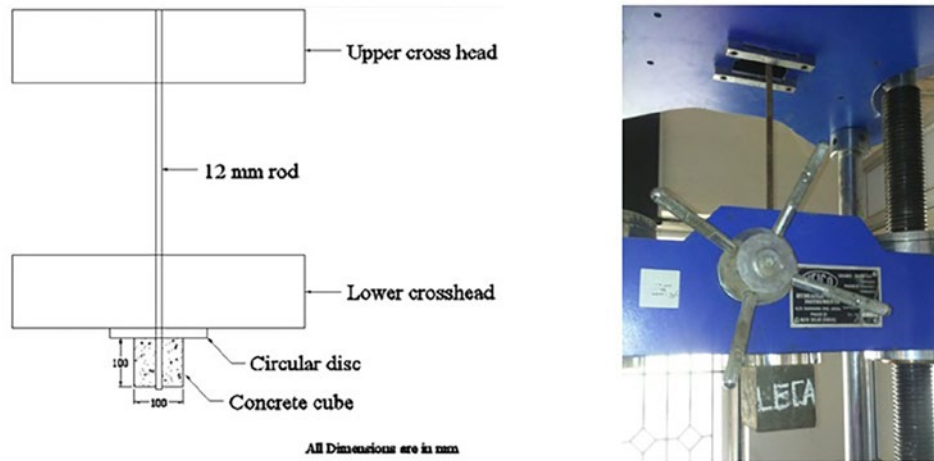 Upper cross head
12 mm rod
Lower crosshead
Circular disc
100
100
Concrete cube
All Dimensions are in mm
LECA